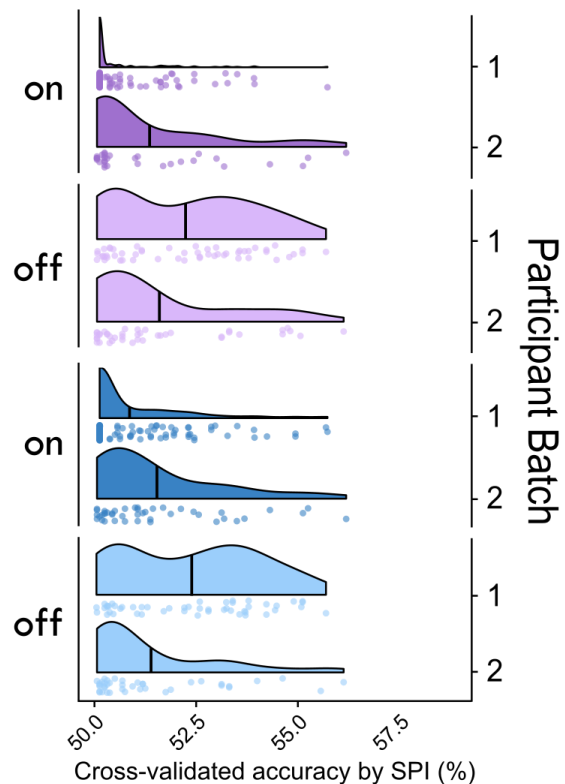 on
1
2
off
1
2
on
1
2
off
1
2
Participant Batch
50.0
52.5
55.0
57.5
Cross-validated accuracy by SPI (%)